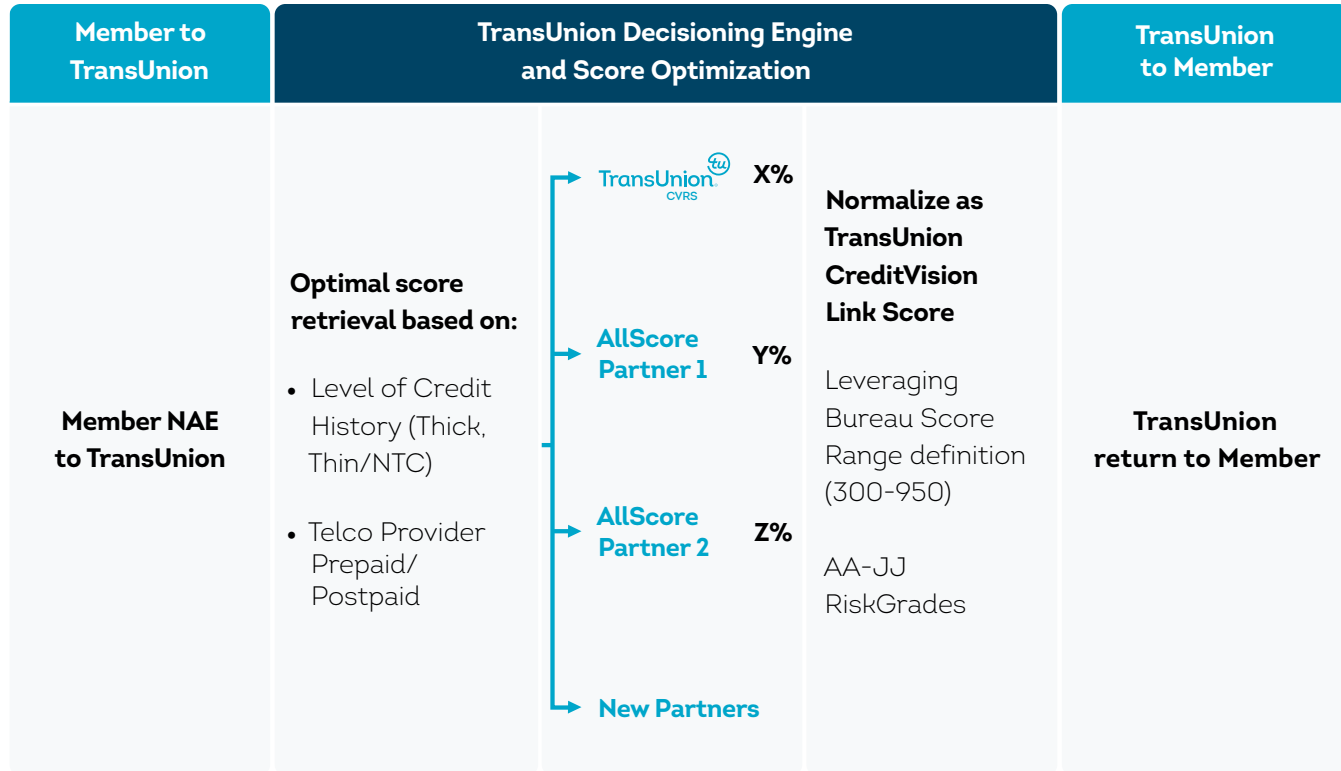 Member to
TransUnion
TransUnion Decisioning Engine
and Score Optimization
TransUnion
to Member
Member NAE
to TransUnion
Optimal score
retrieval based on:
• Level of Credit
History (Thick,
Thin/NTC)
• Telco Provider
Prepaid/
Postpaid
TransUnion® tu
CVRS
X%
AllScore
Partner 1
Y%
AllScore
Partner 2
Z%
New Partners
Normalize as
TransUnion
CreditVision
Link Score
Leveraging
Bureau Score
Range definition
(300-950)
AA-JJ
RiskGrades
TransUnion
return to Member